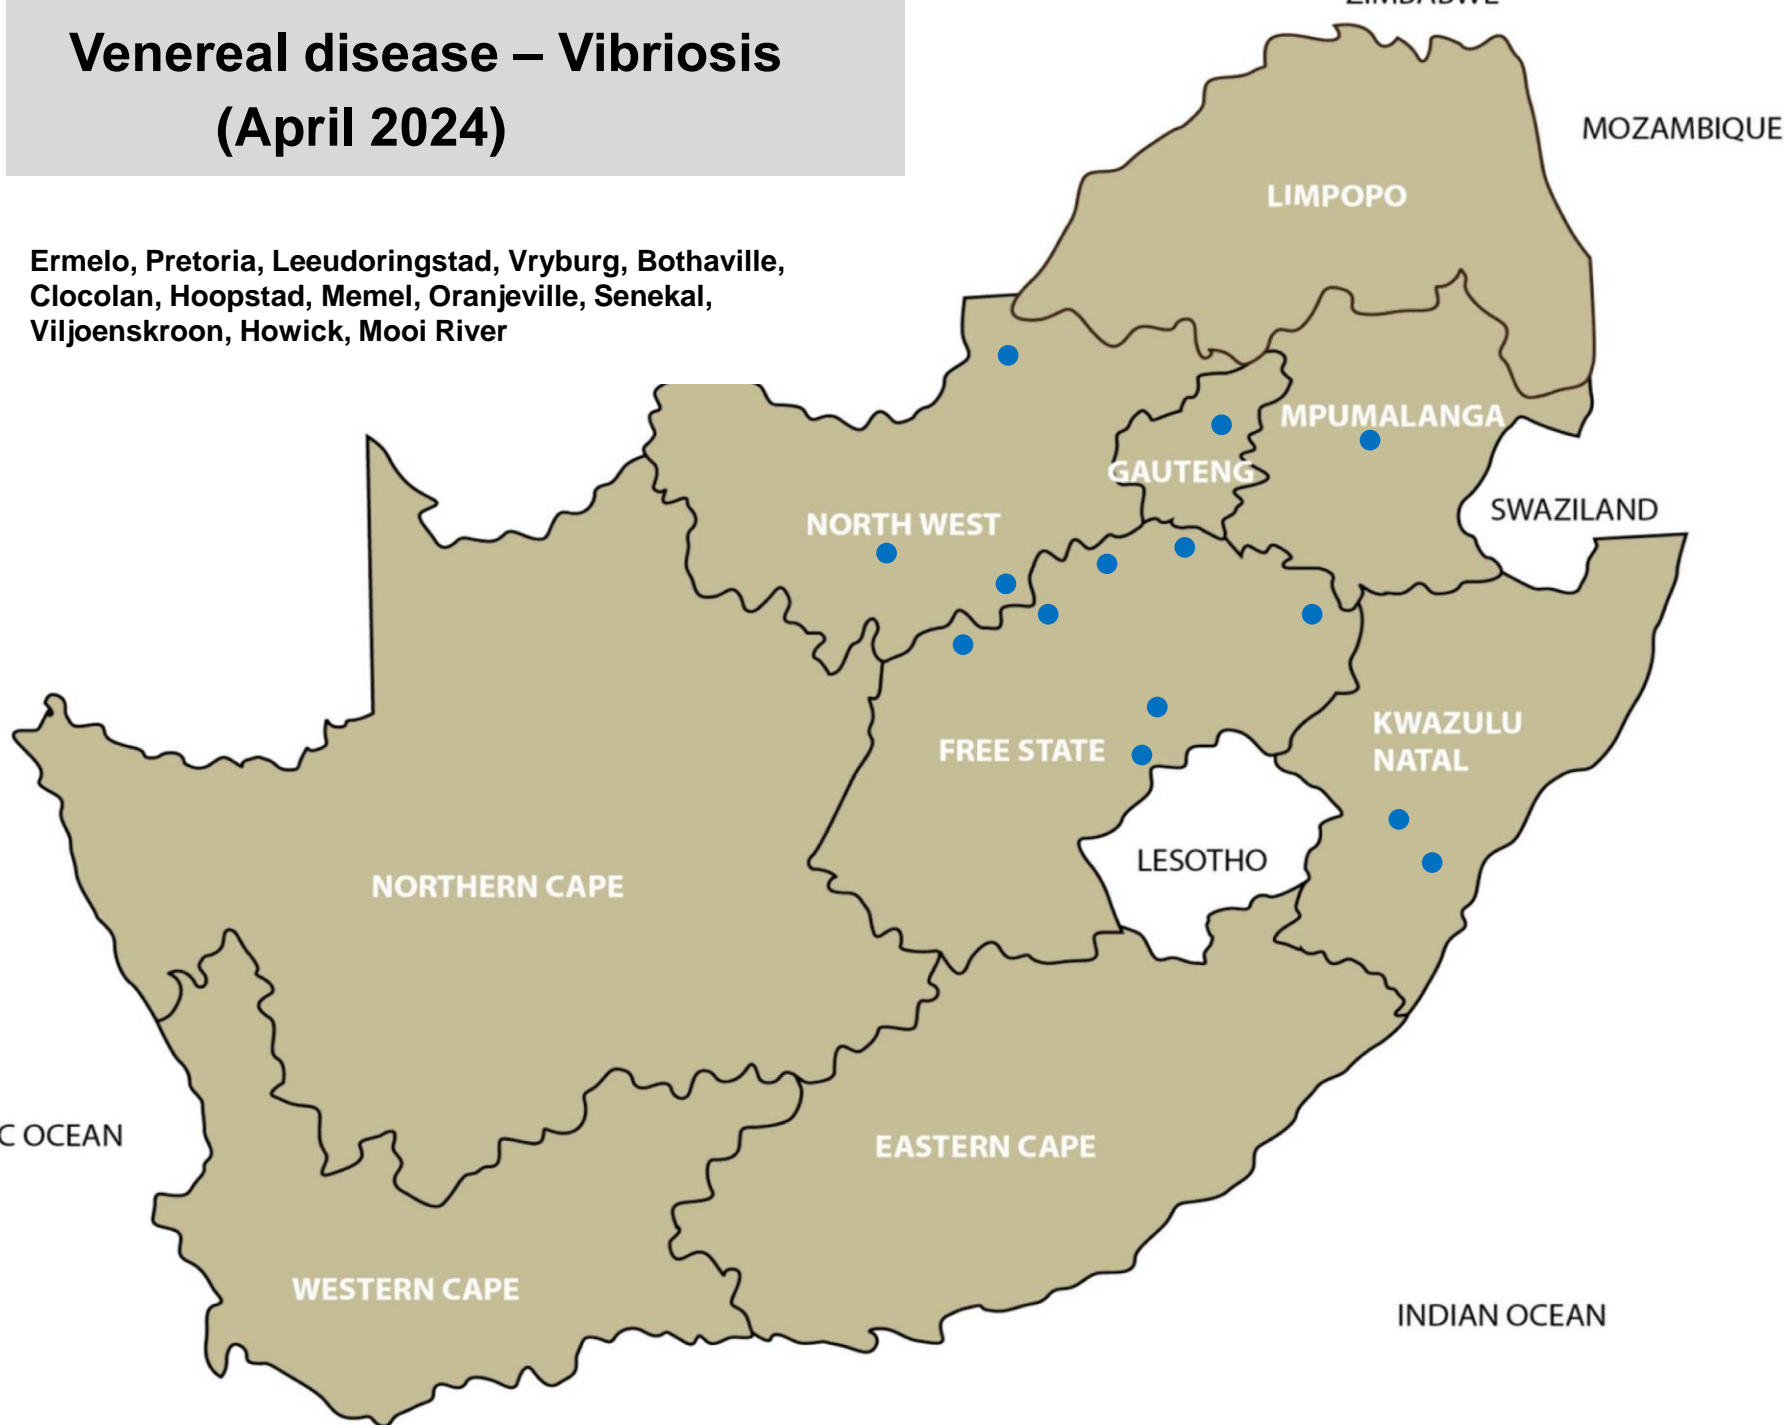 Venereal disease – Vibriosis
(April 2024)
MOZAMBIQUE
LIMPOPO
Ermelo, Pretoria, Leeudoringstad, Vryburg, Bothaville,
Clocolan, Hoopstad, Memel, Oranjeville, Senekal,
Viljoenskroon, Howick, Mooi River
MPUMALANGA
GAUTENG
SWAZILAND
NORTH WEST
KWAZULU
NATAL
FREE STATE
LESOTHO
NORTHERN CAPE
C OCEAN
EASTERN CAPE
WESTERN CAPE
INDIAN OCEAN